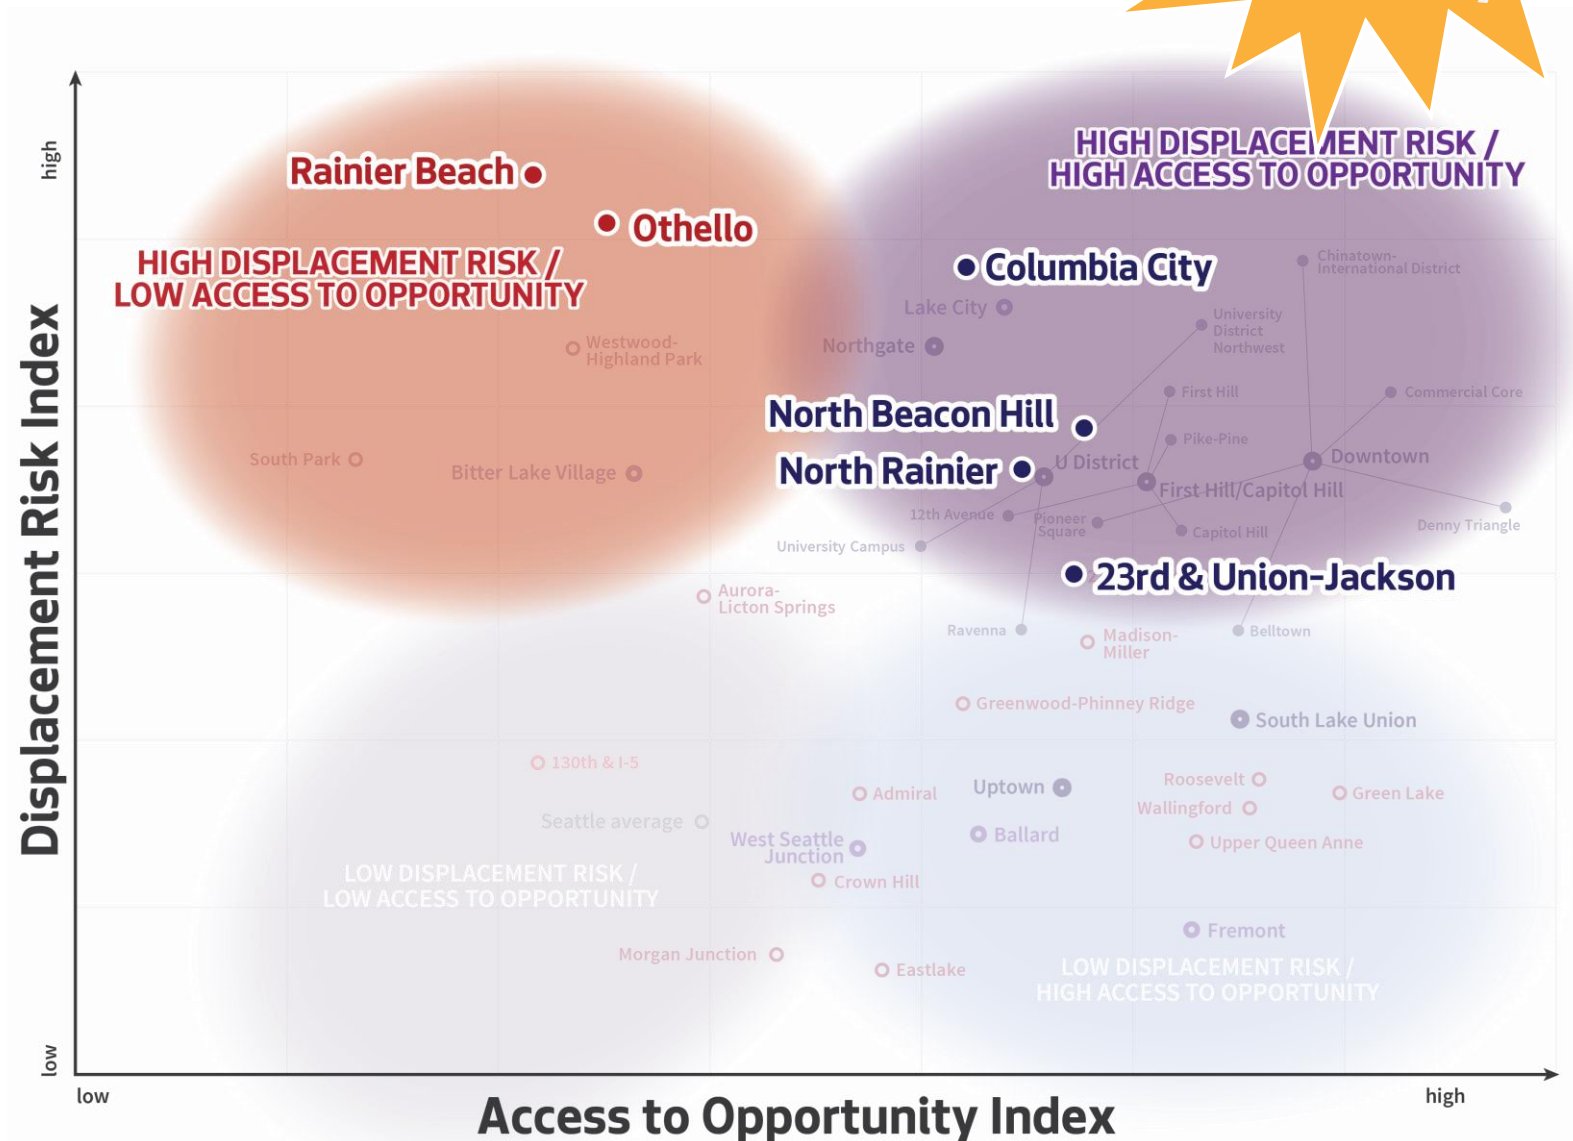 HIGH DISPLACEMENT RISK /
HIGH ACCESS TO OPPORTUNITY
high
Rainier Beach
Othello
HIGH DISPLACEMENT RISK /
LOW ACCESS TO OPPORTUNITY
Columbia City
Chinatown-
International District
Lake City
University
District
Northwest
Northgate
Westwood-
Highland Park
First Hill
Commercial Core
North Beacon Hill
Pike-Pine
South Park
Bitter Lake Village
North Rainier
U District
Downtown
First Hill/Capitol Hill
12th Avenue
Pioneer
Square
Capitol Hill
Denny Triangle
University Campus
23rd & Union-Jackson
Aurora-
Licton Springs
Ravenna
Madison-
Miller
Belltown
Displacement Risk Index
Greenwood-Phinney Ridge
South Lake Union
130th & I-5
Admiral
Uptown
Roosevelt
Green Lake
Wallingford
Seattle average
West Seattle
Junction
Ballard
Upper Queen Anne
LOW DISPLACEMENT RISK /
LOW ACCESS TO OPPORTUNITY
Crown Hill
Fremont
Morgan Junction
Eastlake
LOW DISPLACEMENT RISK /
HIGH ACCESS TO OPPORTUNITY
low
low
high
Access to Opportunity Index